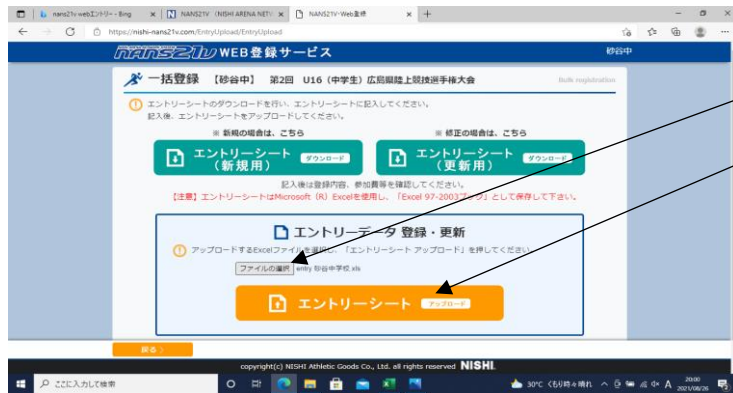 nans21v webエントリー - Bing
NANS21V (NISHI ARENA NET
NANS21V-Web登録
https://nishi-nans21v.com/EntryUpload/EntryUpload
NANS21V WEB登録サービス
砂谷中
一括登録 【砂谷中】 第2回 U16（中学生）広島県陸上競技選手権大会
Bulk registration
エントリーシートのダウンロードを行い、エントリーシートに記入してください。
記入後、エントリーシートをアップロードしてください。
※ 新規の場合は、こちら
※ 修正の場合は、こちら
エントリーシート（新規用） ダウンロード
エントリーシート（更新用） ダウンロード
記入後は登録内容、参加費等を確認してください。
【注意】エントリーシートはMicrosoft（R）Excelを使用し、「Excel 97-2003ブック」として保存して下さい。
エントリーデータ 登録・更新
アップロードするExcelファイルを選択し、「エントリーシート アップロード」を押してください。
ファイルの選択 entry 砂谷中学校.xls
エントリーシート アップロード
戻る
copyright(c) NISHI Athletic Goods Co., Ltd. all rights reserved NISHI.
ここに入力して検索
30°C くもり時々晴れ
A
20:00
2021/08/26